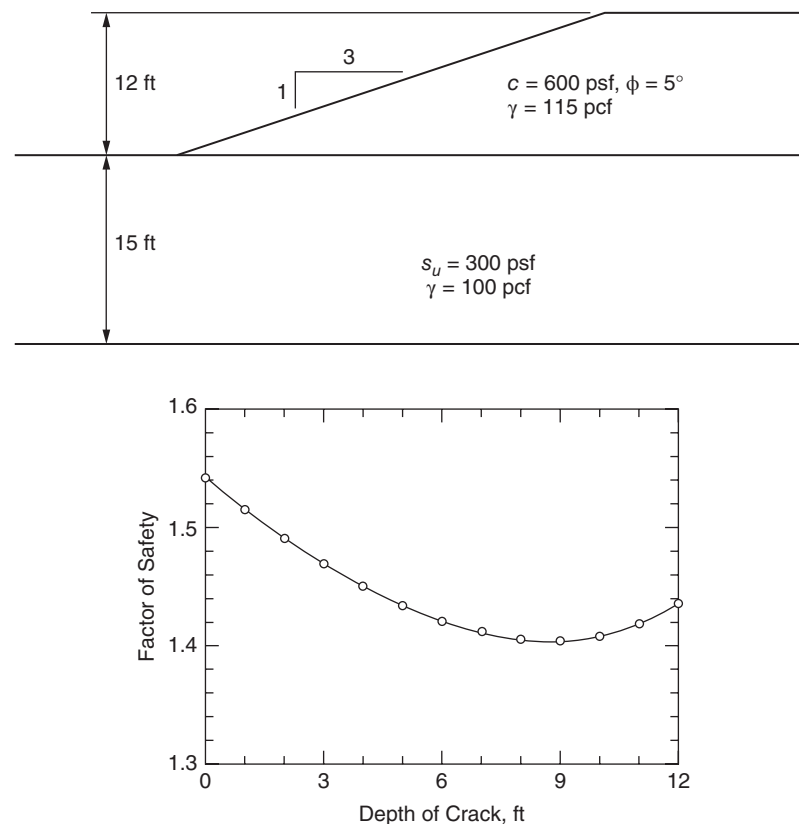 3
12 ft
1
c = 600 psf, ϕ = 5°
γ = 115 pcf
15 ft
s_u = 300 psf
γ = 100 pcf
1.6
1.5
1.4
1.3
Factor of Safety
0 3 6 9 12
Depth of Crack, ft